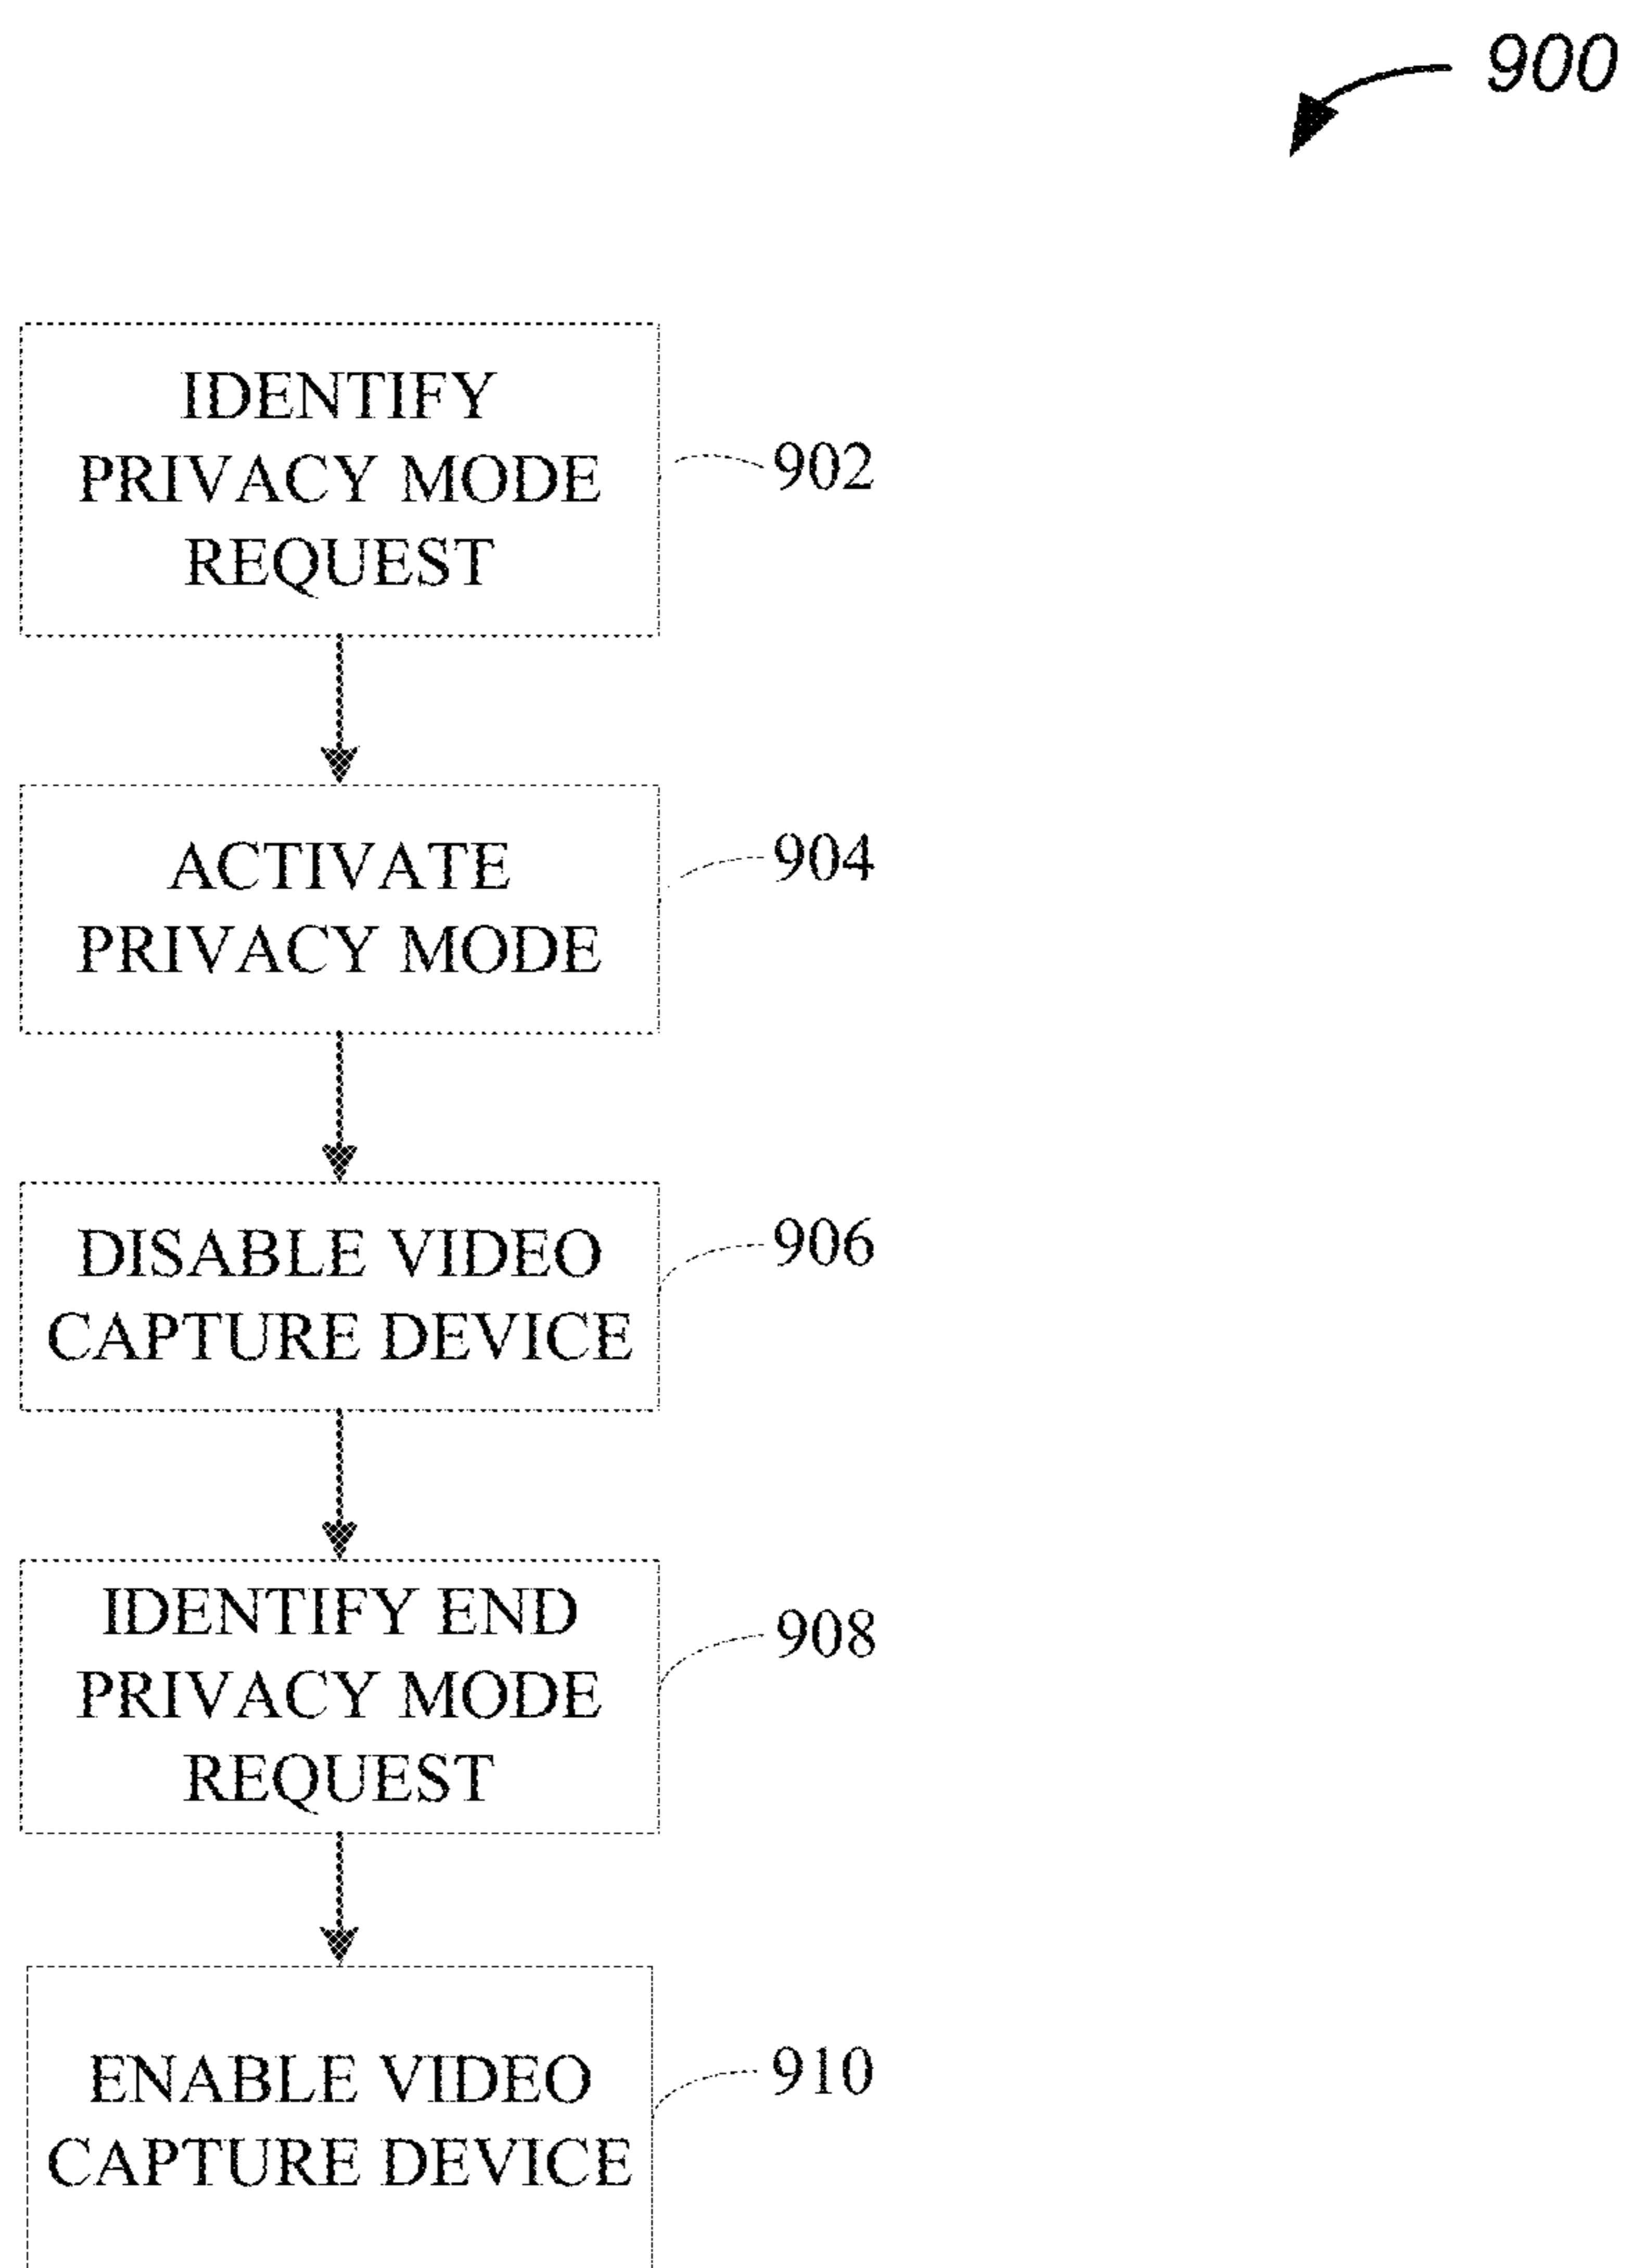 900
IDENTIFY
PRIVACY MODE
REQUEST
902
ACTIVATE
PRIVACY MODE
904
DISABLE VIDEO
CAPTURE DEVICE
906
IDENTIFY END
PRIVACY MODE
REQUEST
908
ENABLE VIDEO
CAPTURE DEVICE
910